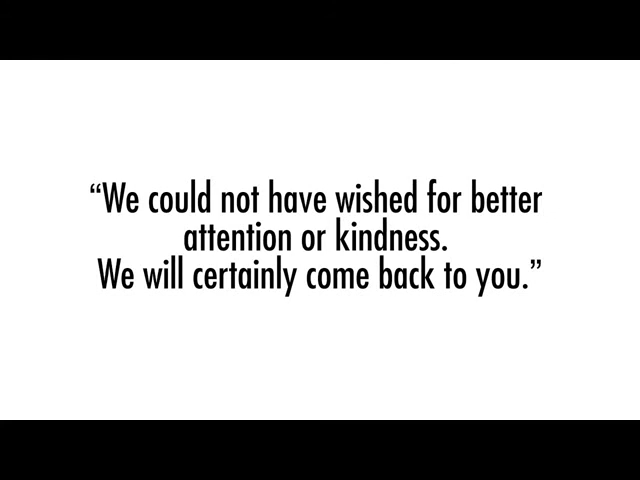 “We could not have wished for better
attention or kindness.
We will certainly come back to you.”